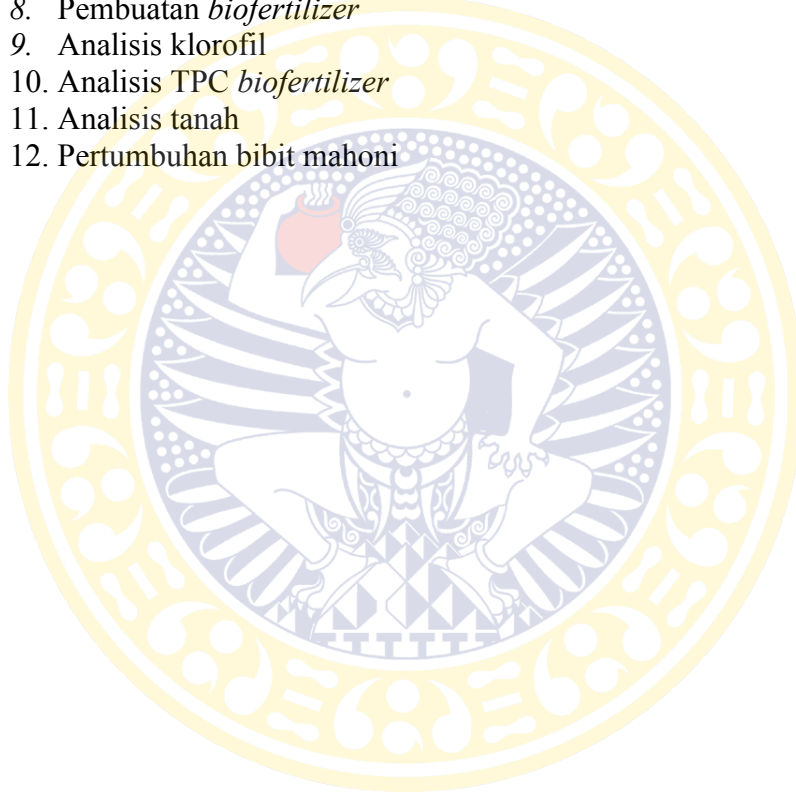 8. Pembuatan biofertilizer
9. Analisis klorofil
10. Analisis TPC biofertilizer
11. Analisis tanah
12. Pertumbuhan bibit mahoni